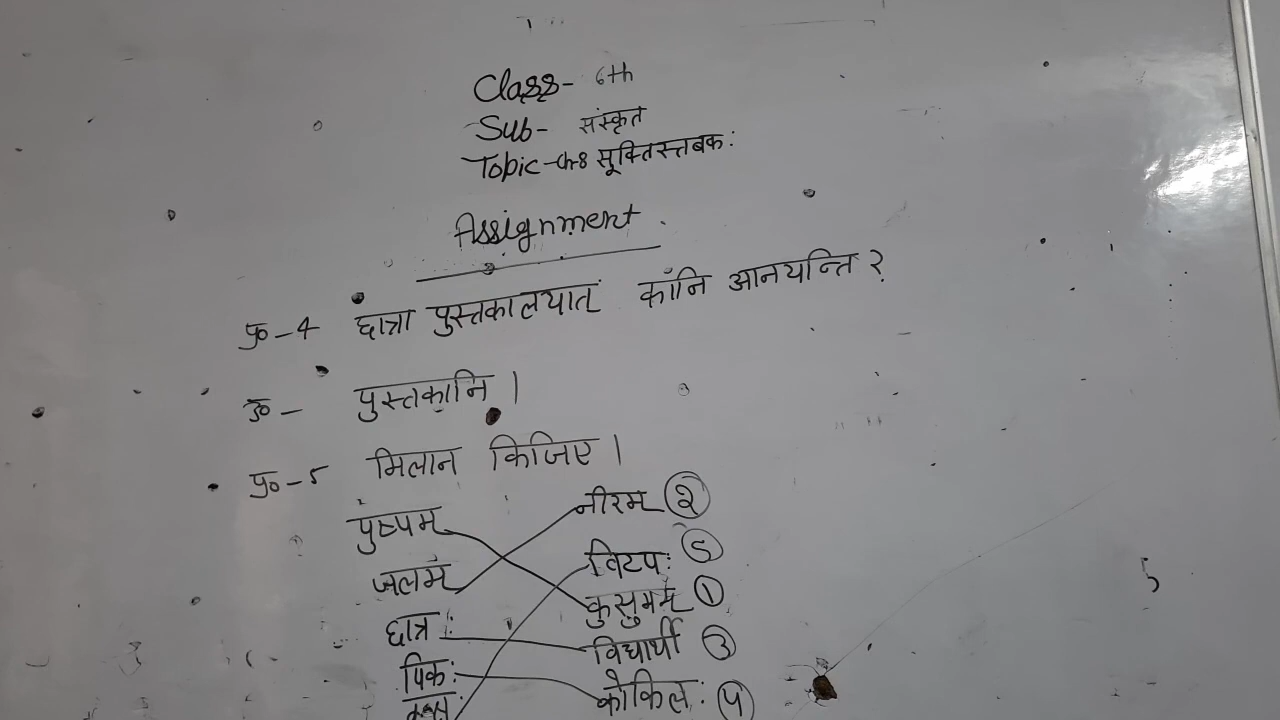 Class- 6th
Sub- संस्कृत
Topic-Ch-8 सूक्तिस्तबक:
Assignment
प्र०-4 छात्रा पुस्तकालयात् कानि आनयन्ति ?
उ०- पुस्तकानि ।
प्र०-5 मिलान किजिए ।
पुष्पम् नीरम ②
जलम् विटप: ⑤
कुसुमम् ①
छात्र: विद्यार्थी ③
पिक: कोकिल: ④